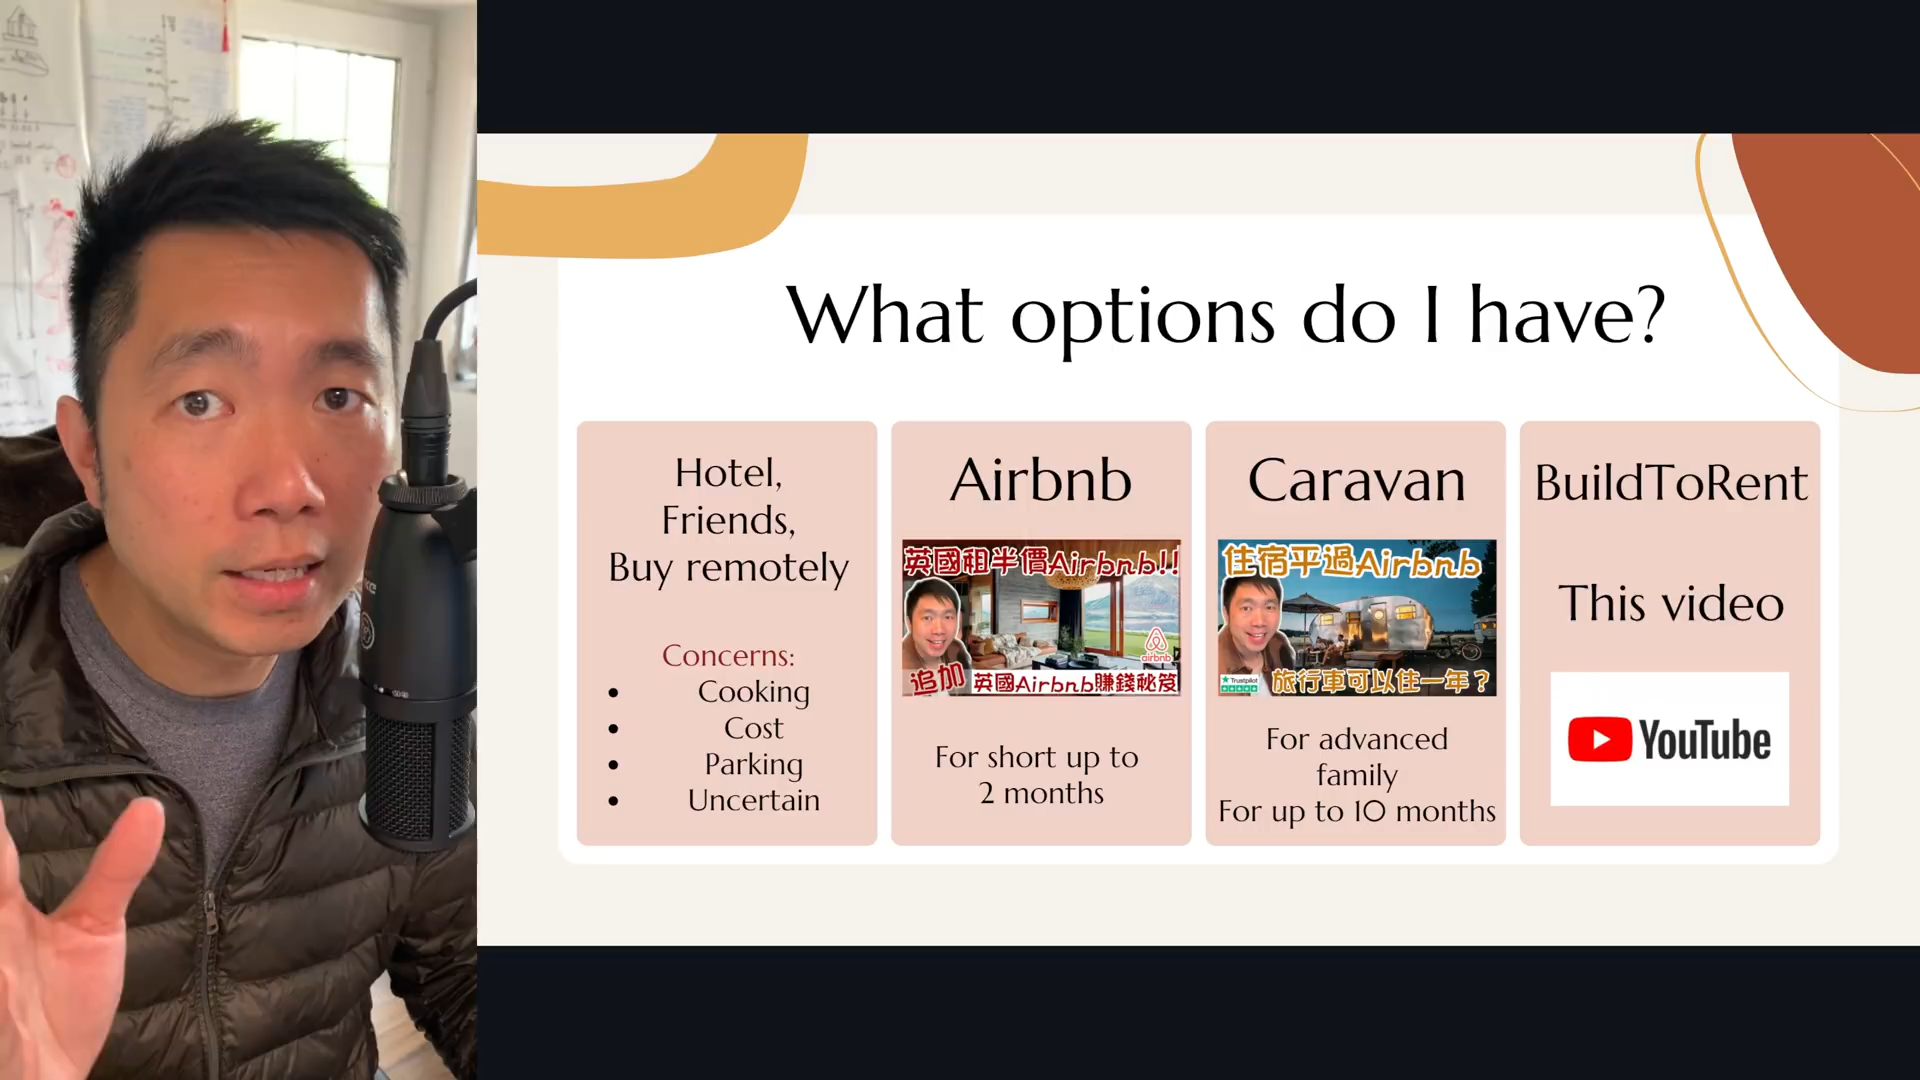 What options do I have?
Hotel,
Friends,
Buy remotely
Concerns:
Cooking
Cost
Parking
Uncertain
Airbnb
英國租半價Airbnb!!
airbnb
追加 英國Airbnb賺錢秘笈
For short up to
2 months
Caravan
住宿平過Airbnb
Trustpilot
旅行車可以住一年？
For advanced
family
For up to 10 months
BuildToRent
This video
YouTube